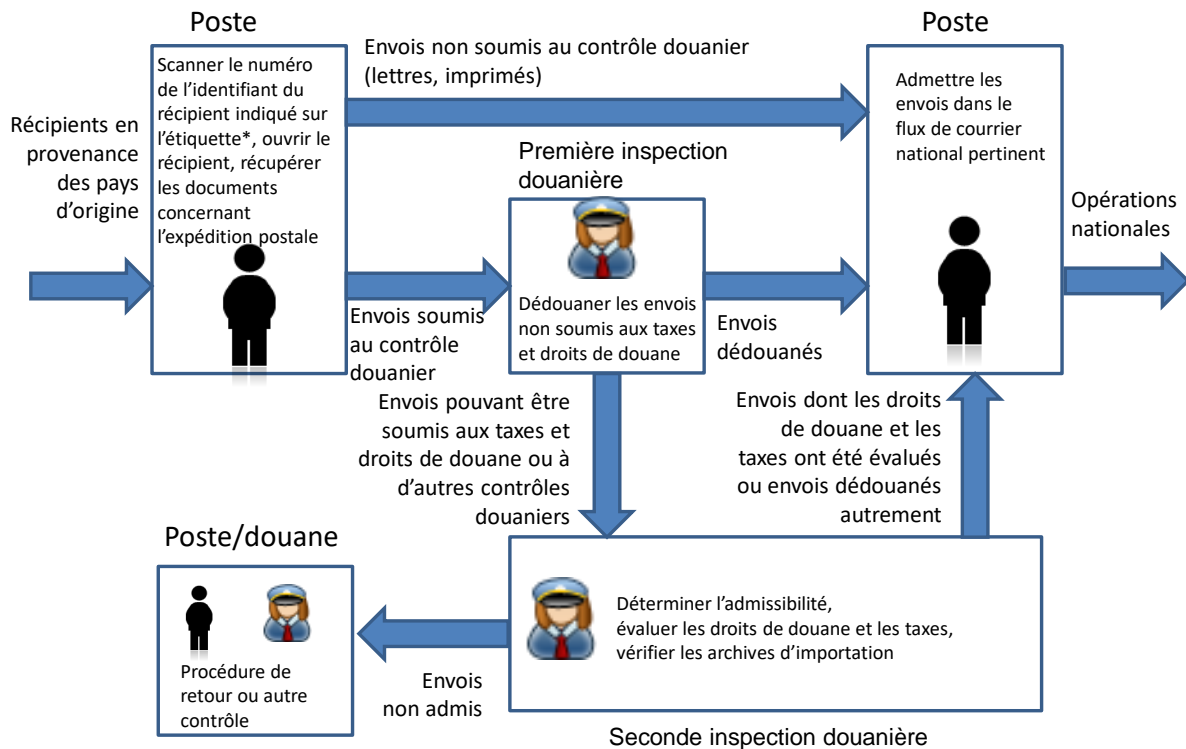 Poste
Scanner le numéro
de l'identifiant du
récipient indiqué sur
l'étiquette*, ouvrir le
récipient, récupérer
les documents
concernant
l'expédition postale
Récipients en
provenance
des pays
d'origine
Envois non soumis au contrôle douanier
(lettres, imprimés)
Poste
Admettre les
envois dans le
flux de courrier
national pertinent
Première inspection
douanière
Dédouaner les envois
non soumis aux taxes
et droits de douane
Opérations
nationales
Envois soumis
au contrôle
douanier
Envois
dédouanés
Envois pouvant être
soumis aux taxes et
droits de douane ou à
d'autres contrôles
douaniers
Envois dont les droits
de douane et les
taxes ont été évalués
ou envois dédouanés
autrement
Poste/douane
Procédure de
retour ou autre
contrôle
Envois
non admis
Déterminer l'admissibilité,
évaluer les droits de douane et les taxes,
vérifier les archives d'importation
Seconde inspection douanière